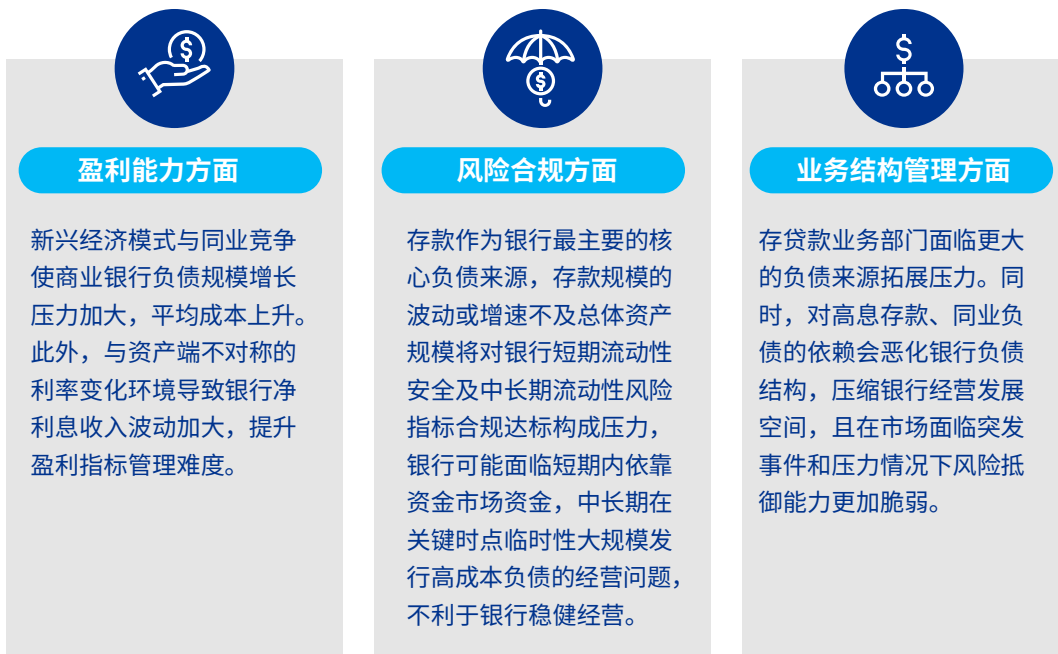 盈利能力方面
新兴经济模式与同业竞争
使商业银行负债规模增长
压力加大，平均成本上升。
此外，与资产端不对称的
利率变化环境导致银行净
利息收入波动加大，提升
盈利指标管理难度。
风险合规方面
存款作为银行最主要的核
心负债来源，存款规模的
波动或增速不及总体资产
规模将对银行短期流动性
安全及中长期流动性风险
指标合规达标构成压力，
银行可能面临短期内依靠
资金市场资金，中长期在
关键时点临时性大规模发
行高成本负债的经营问题，
不利于银行稳健经营。
业务结构管理方面
存贷款业务部门面临更大
的负债来源拓展压力。同
时，对高息存款、同业负
债的依赖会恶化银行负债
结构，压缩银行经营发展
空间，且在市场面临突发
事件和压力情况下风险抵
御能力更加脆弱。